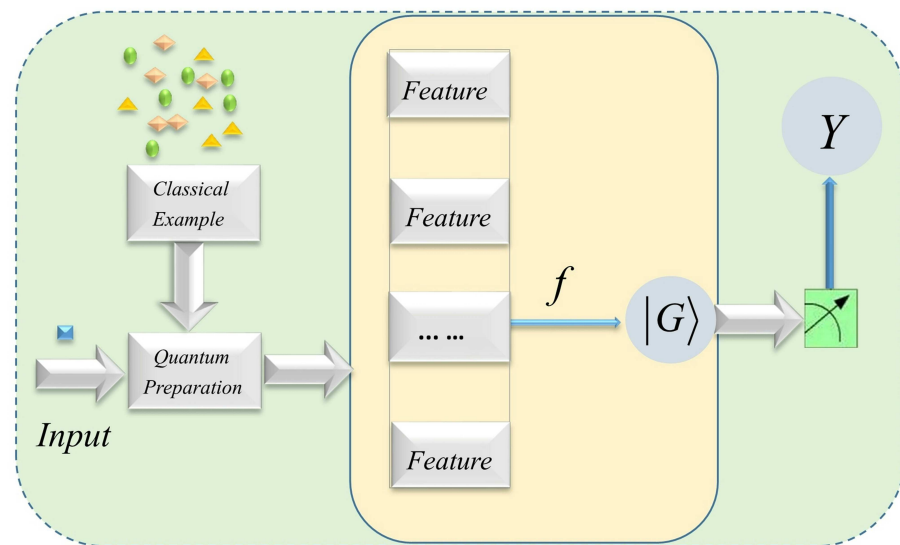 Classical
Example
Input
Quantum
Preparation
Feature
Feature
... ...
Feature
f
|G⟩
Y